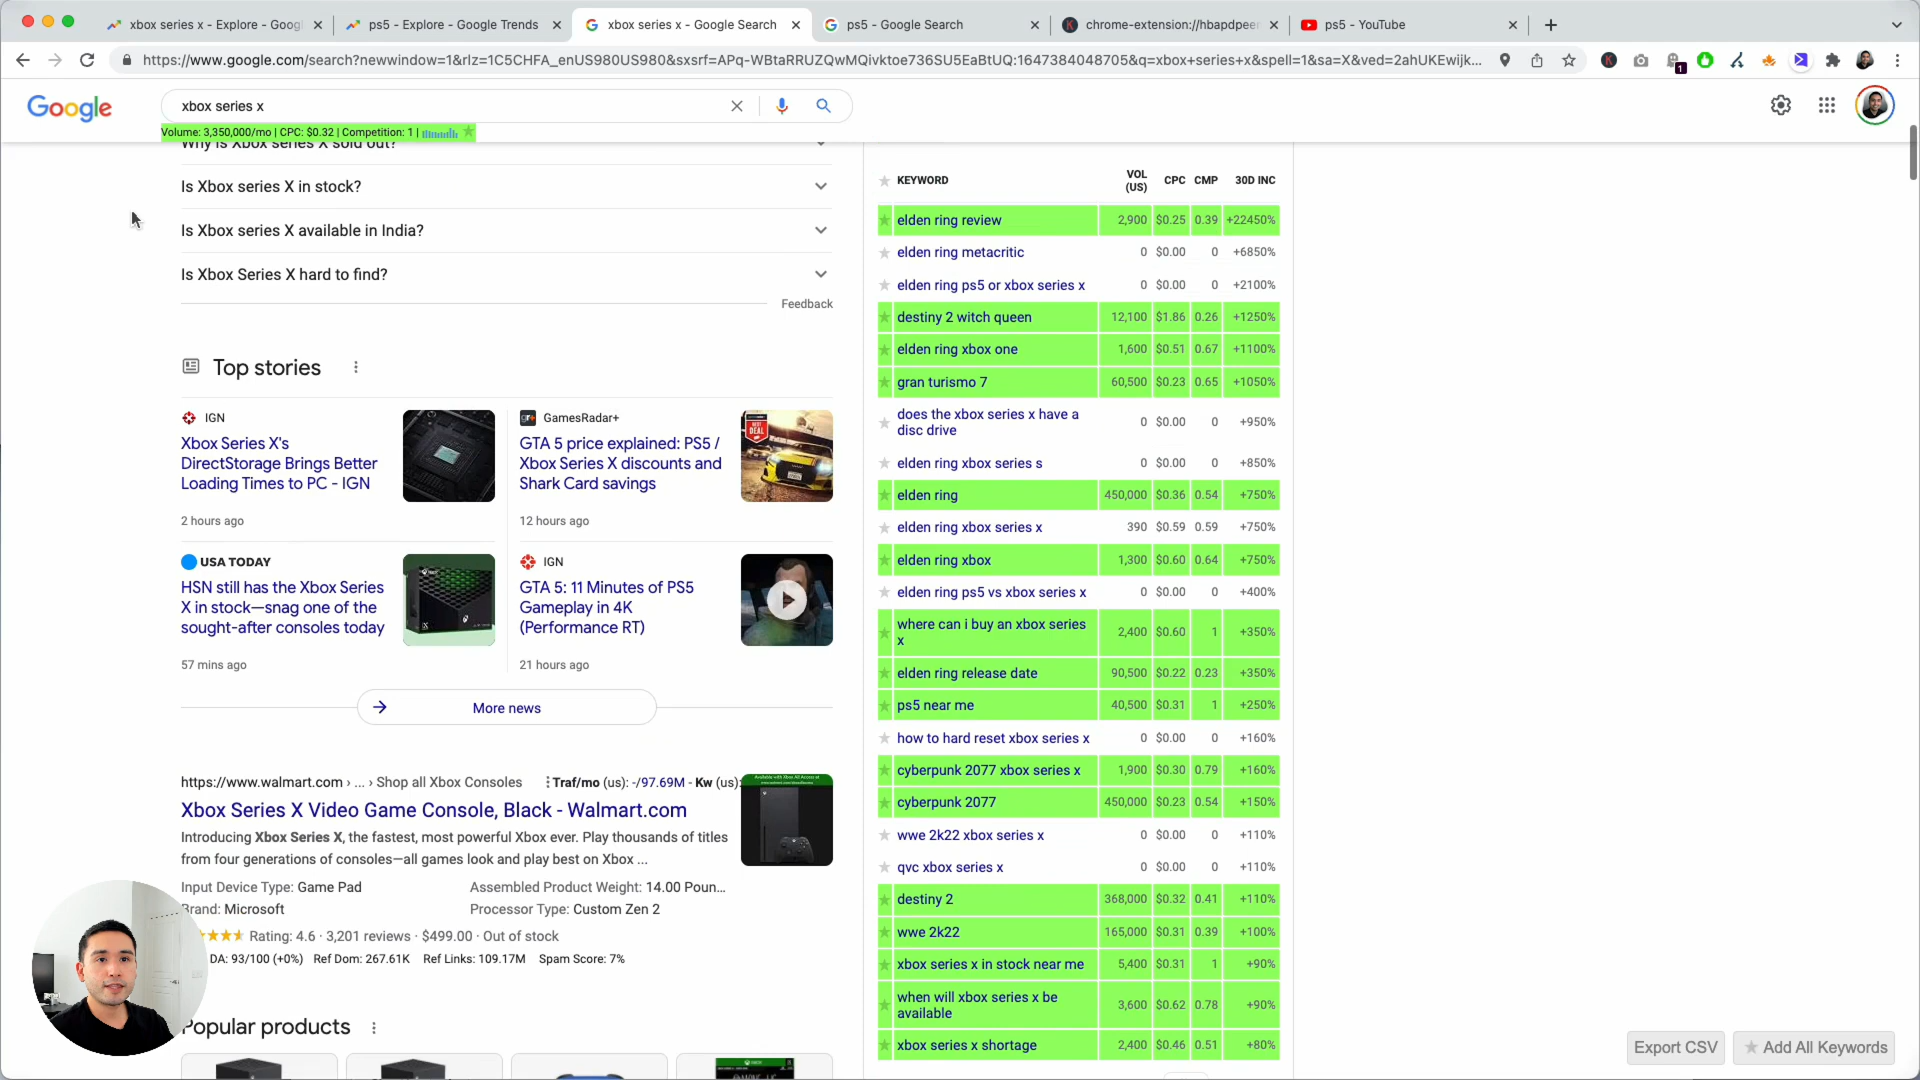 xbox series x - Explore - Goog
ps5 - Explore - Google Trends
xbox series x - Google Search
ps5 - Google Search
chrome-extension://hbapdpeen
ps5 - YouTube
https://www.google.com/search?newwindow=1&rlz=1C5CHFA_enUS980US980&sxsrf=APq-WBtaRRUZQwMQivktoe736SU5EaBtUQ:1647384048705&q=xbox+series+x&spell=1&sa=X&ved=2ahUKEwijk...
1
Google
xbox series x
Volume: 3,350,000/mo | CPC: $0.32 | Competition: 1 |
Why is Xbox series X sold out?
Is Xbox series X in stock?
Is Xbox series X available in India?
Is Xbox Series X hard to find?
Feedback
Top stories
IGN
Xbox Series X's
DirectStorage Brings Better
Loading Times to PC - IGN
2 hours ago
GamesRadar+
GTA 5 price explained: PS5 /
Xbox Series X discounts and
Shark Card savings
12 hours ago
USA TODAY
HSN still has the Xbox Series
X in stock—snag one of the
sought-after consoles today
57 mins ago
IGN
GTA 5: 11 Minutes of PS5
Gameplay in 4K
(Performance RT)
21 hours ago
More news
https://www.walmart.com › ... › Shop all Xbox Consoles
Traf/mo (us): -/97.69M - Kw (us):
Xbox Series X Video Game Console, Black - Walmart.com
Introducing Xbox Series X, the fastest, most powerful Xbox ever. Play thousands of titles
from four generations of consoles—all games look and play best on Xbox ...
Input Device Type: Game Pad
Assembled Product Weight: 14.00 Poun...
Brand: Microsoft
Processor Type: Custom Zen 2
Rating: 4.6 · 3,201 reviews · $499.00 · Out of stock
DA: 93/100 (+0%) Ref Dom: 267.61K Ref Links: 109.17M Spam Score: 7%
Popular products
KEYWORD VOL (US) CPC CMP 30D INC
elden ring review 2,900 $0.25 0.39 +22450%
elden ring metacritic 0 $0.00 0 +6850%
elden ring ps5 or xbox series x 0 $0.00 0 +2100%
destiny 2 witch queen 12,100 $1.86 0.26 +1250%
elden ring xbox one 1,600 $0.51 0.67 +1100%
gran turismo 7 60,500 $0.23 0.65 +1050%
does the xbox series x have a
disc drive 0 $0.00 0 +950%
elden ring xbox series s 0 $0.00 0 +850%
elden ring 450,000 $0.36 0.54 +750%
elden ring xbox series x 390 $0.59 0.59 +750%
elden ring xbox 1,300 $0.60 0.64 +750%
elden ring ps5 vs xbox series x 0 $0.00 0 +400%
where can i buy an xbox series
x 2,400 $0.60 1 +350%
elden ring release date 90,500 $0.22 0.23 +350%
ps5 near me 40,500 $0.31 1 +250%
how to hard reset xbox series x 0 $0.00 0 +160%
cyberpunk 2077 xbox series x 1,900 $0.30 0.79 +160%
cyberpunk 2077 450,000 $0.23 0.54 +150%
wwe 2k22 xbox series x 0 $0.00 0 +110%
qvc xbox series x 0 $0.00 0 +110%
destiny 2 368,000 $0.32 0.41 +110%
wwe 2k22 165,000 $0.31 0.39 +100%
xbox series x in stock near me 5,400 $0.31 1 +90%
when will xbox series x be
available 3,600 $0.62 0.78 +90%
xbox series x shortage 2,400 $0.46 0.51 +80%
Export CSV
Add All Keywords